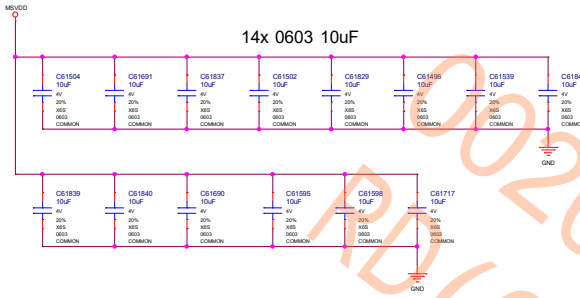 MSVDD
14x 0603 10uF
C61504 C61691 C61837 C61502 C61829 C61496 C61539
10uF 10uF 10uF 10uF 10uF 10uF 10uF 10uF
4V 4V 4V 4V 4V 4V 4V 4V
20% 20% 20% 20% 20% 20% 20% 20%
X6S X6S X6S X6S X6S X6S X6S X6S
0603 0603 0603 0603 0603 0603 0603 0603
COMMON COMMON COMMON COMMON COMMON COMMON COMMON
GND
C61839 C61840 C61690 C61595 C61598 C61717
10uF 10uF 10uF 10uF 10uF 10uF
4V 4V 4V 4V 4V 4V
20% 20% 20% 20% 20% 20%
X6S X6S X6S X6S X6S X6S
0603 0603 0603 0603 0603 0603
COMMON COMMON COMMON COMMON COMMON COMMON
GND